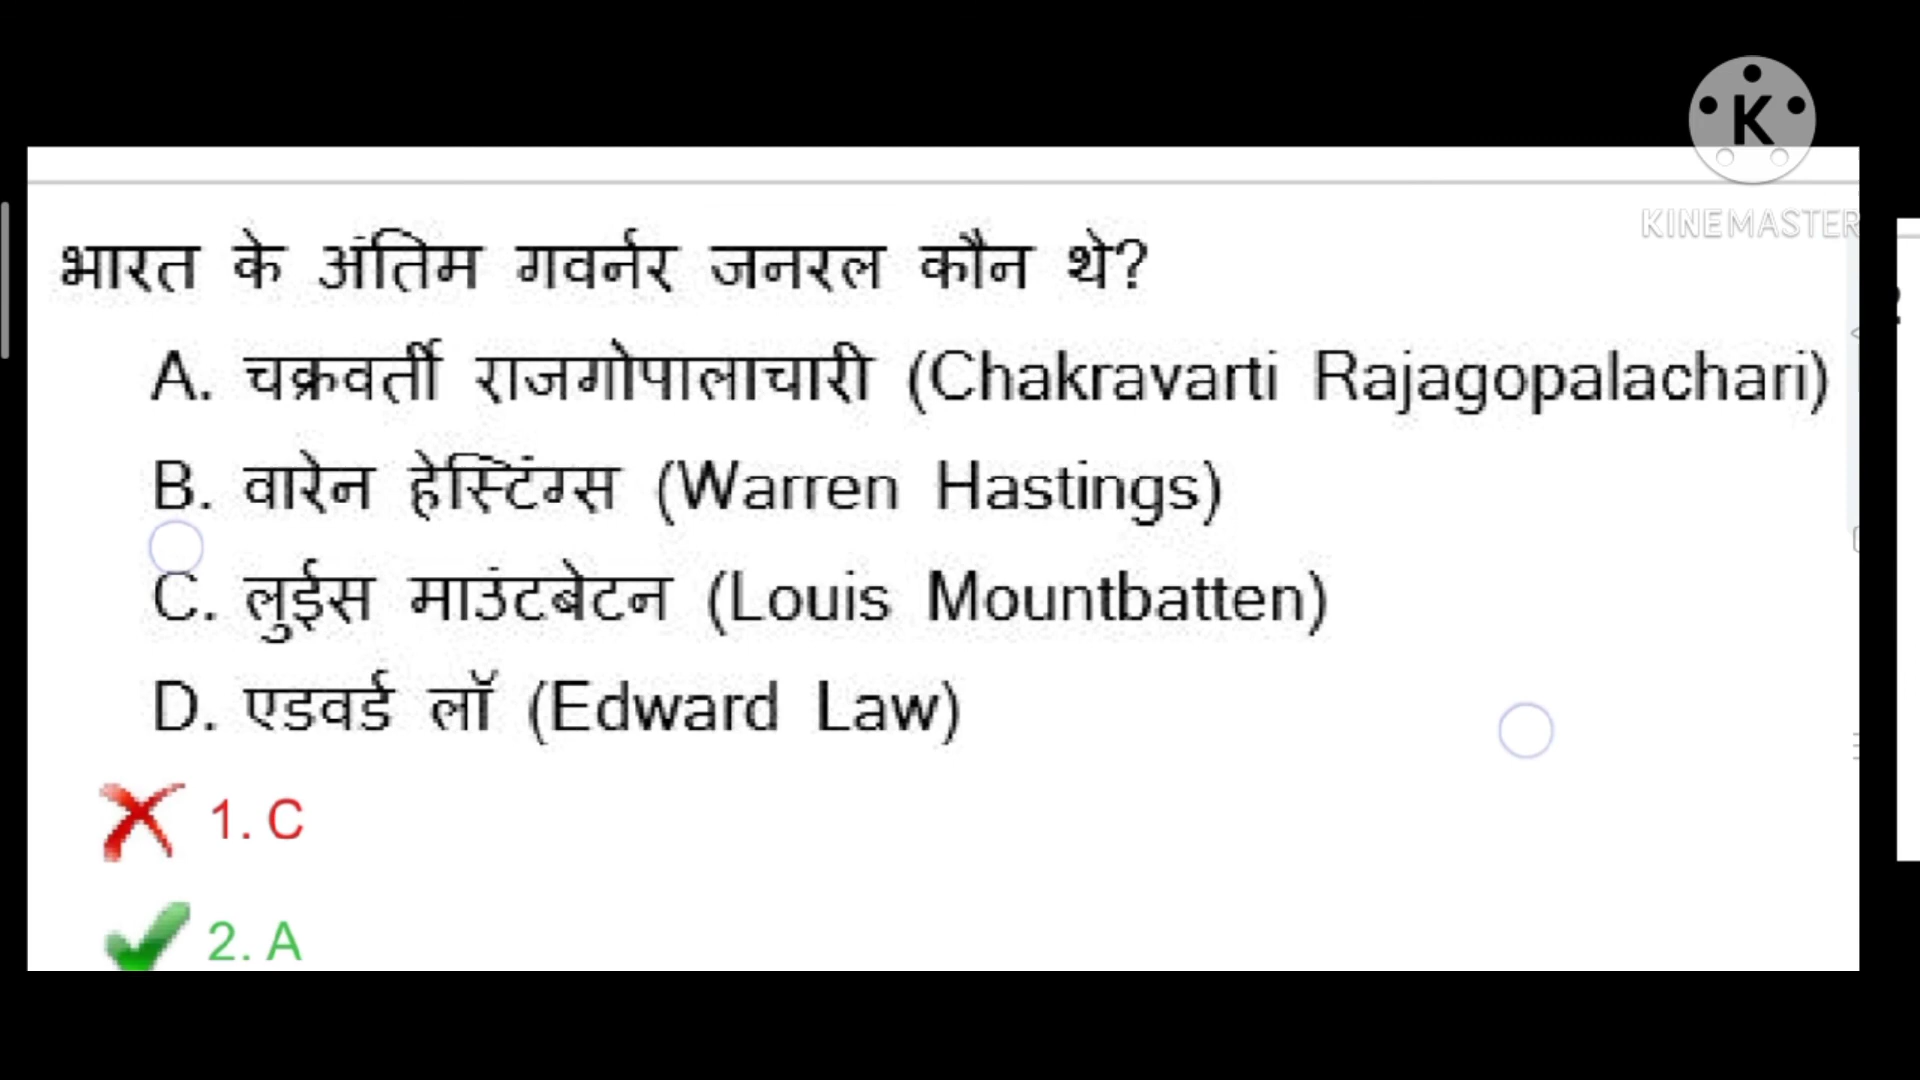 K
KINEMASTER
भारत के अंतिम गवर्नर जनरल कौन थे?
A. चक्रवर्ती राजगोपालाचारी (Chakravarti Rajagopalachari)
B. वारेन हेस्टिंग्स (Warren Hastings)
C. लुईस माउंटबेटन (Louis Mountbatten)
D. एडवर्ड लॉ (Edward Law)
1. C
2. A